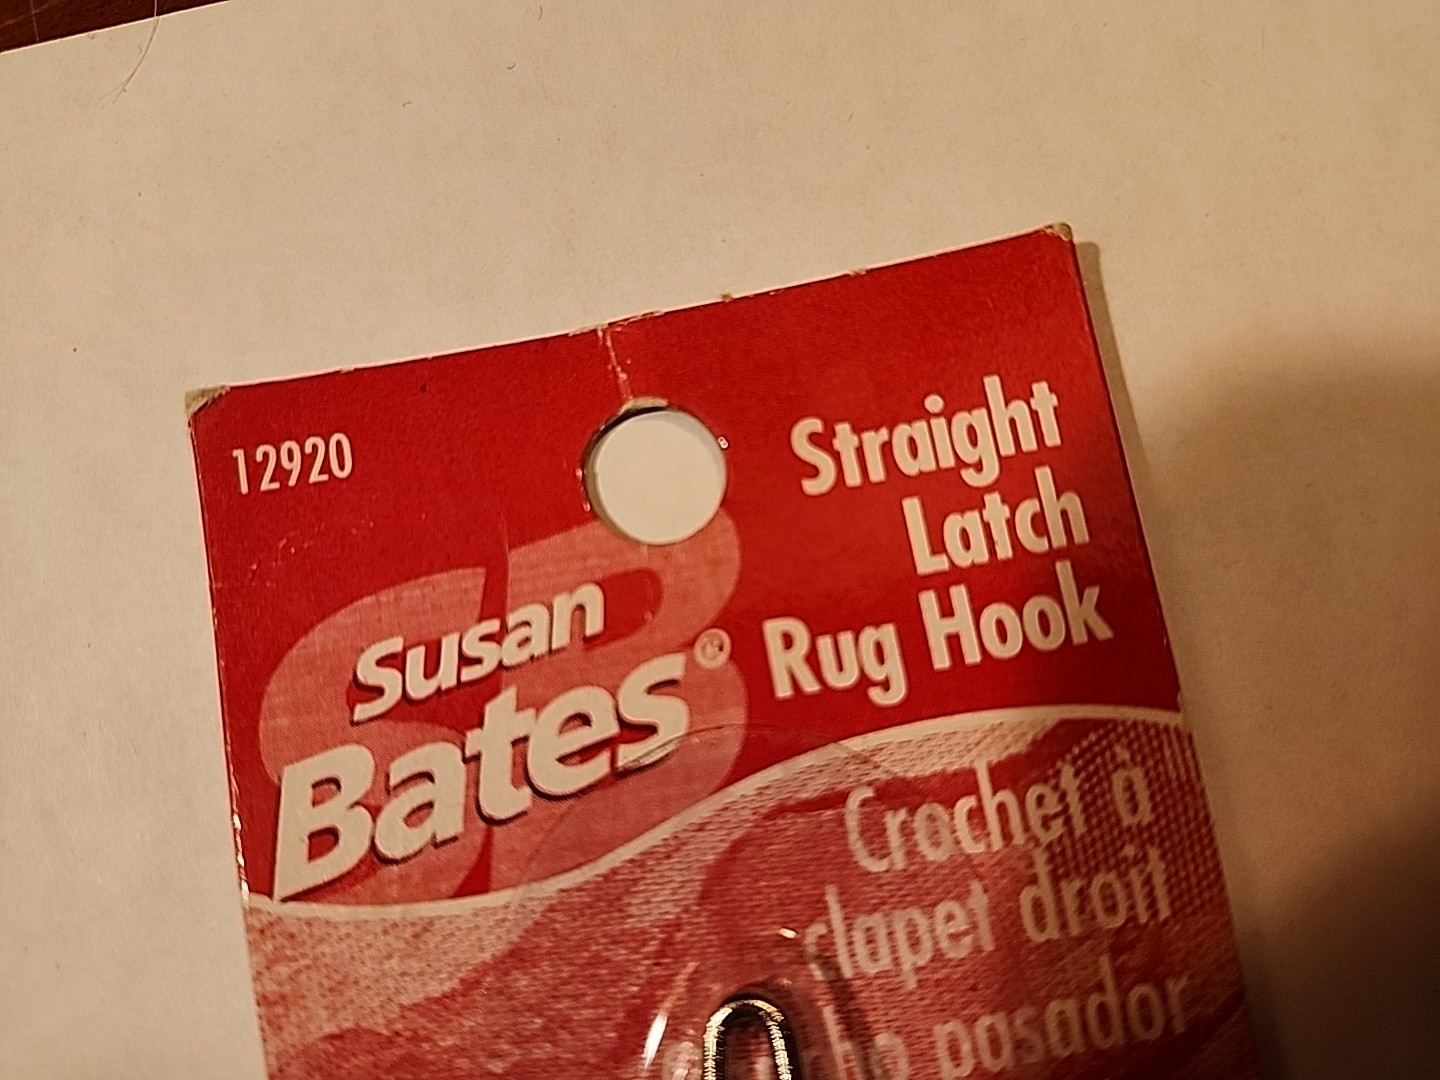 12920
Straight
Latch
Rug Hook
Susan
Bates®
Crochet à
clapet droit
pasador